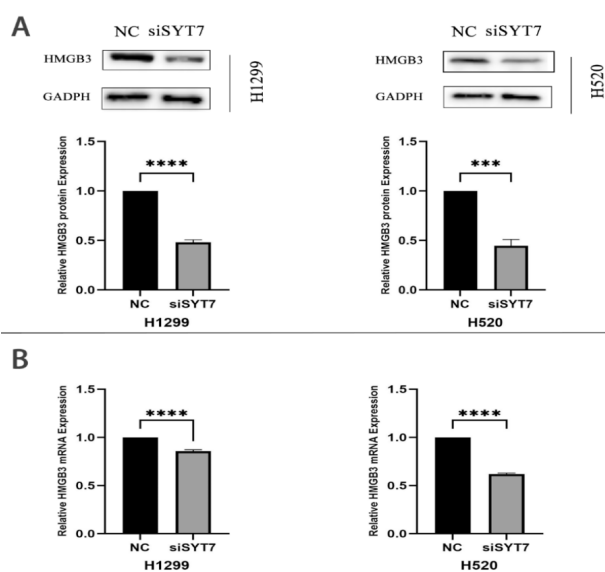 A
NC siSYT7
HMGB3
GADPH
H1299
NC siSYT7
HMGB3
GADPH
H520
Relative HMGB3 protein Expression
1.5
1.0
0.5
0.0
****
NC siSYT7
H1299
Relative HMGB3 protein Expression
1.5
1.0
0.5
0.0
***
NC siSYT7
H520
B
Relative HMGB3 mRNA Expression
1.5
1.0
0.5
0.0
****
NC siSYT7
H1299
Relative HMGB3 mRNA Expression
1.5
1.0
0.5
0.0
****
NC siSYT7
H520